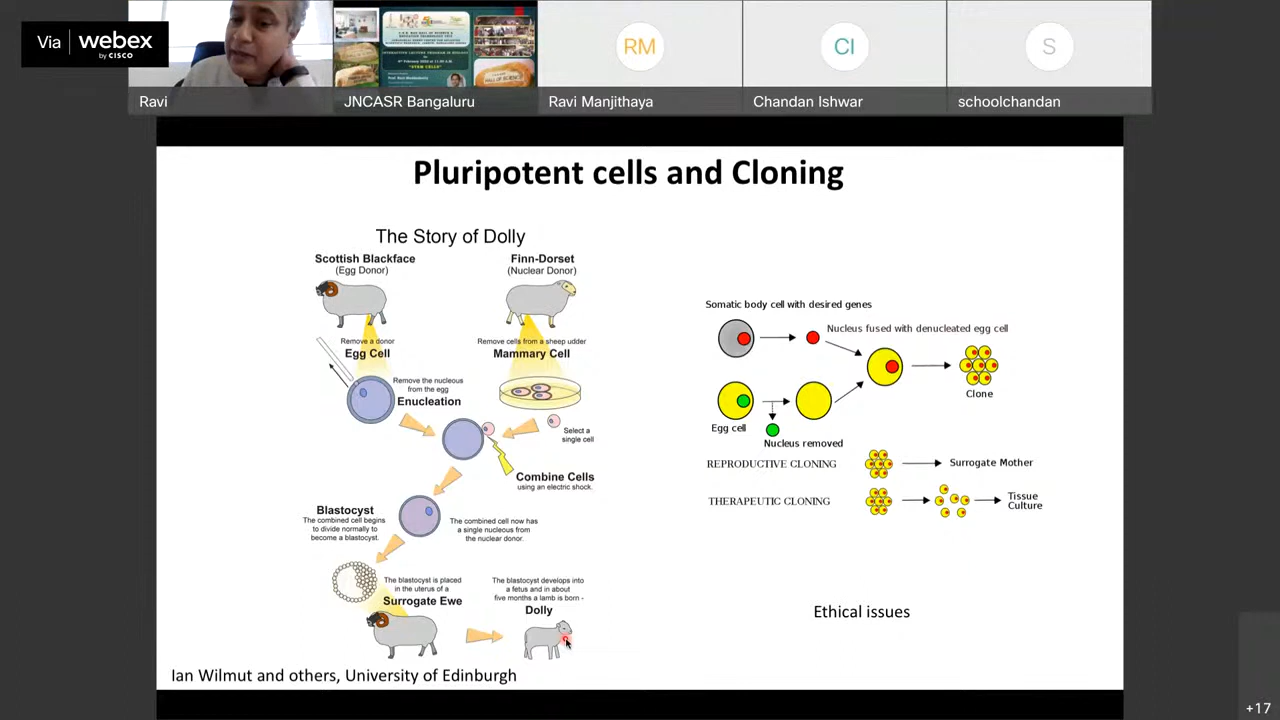 Via webex
by CISCO
RM
CI
S
Ravi
JNCASR Bangaluru
Ravi Manjithaya
Chandan Ishwar
schoolchandan
"STEM CELLS"
Pluripotent cells and Cloning
The Story of Dolly
Scottish Blackface
(Egg Donor)
Finn-Dorset
(Nuclear Donor)
Remove a donor
Egg Cell
Remove cells from a sheep udder
Mammary Cell
Remove the nucleous
from the egg
Enucleation
Select a
single cell
Combine Cells
using an electric shock.
Blastocyst
The combined cell begins
to divide normally to
become a blastocyst.
The combined cell now has
a single nucleous from
the nuclear donor.
The blastocyst is placed
in the uterus of a
Surrogate Ewe
The blastocyst develops into
a fetus and in about
five months a lamb is born -
Dolly
Ian Wilmut and others, University of Edinburgh
Somatic body cell with desired genes
Nucleus fused with denucleated egg cell
Clone
Egg cell
Nucleus removed
REPRODUCTIVE CLONING
Surrogate Mother
THERAPEUTIC CLONING
Tissue
Culture
Ethical issues
+17